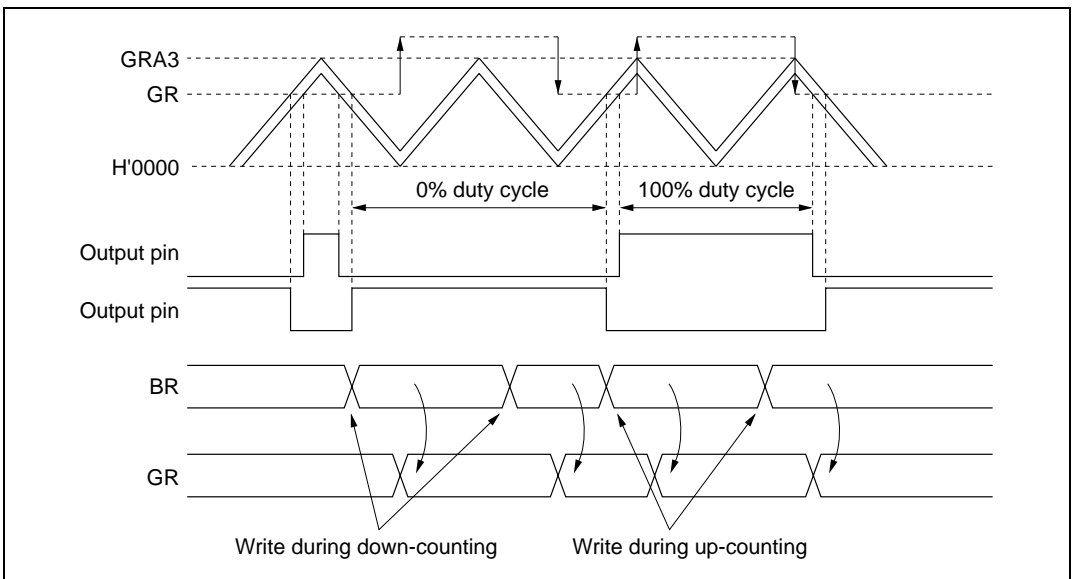 GRA3
GR
H'0000
0% duty cycle
100% duty cycle
Output pin
Output pin
BR
GR
Write during down-counting
Write during up-counting